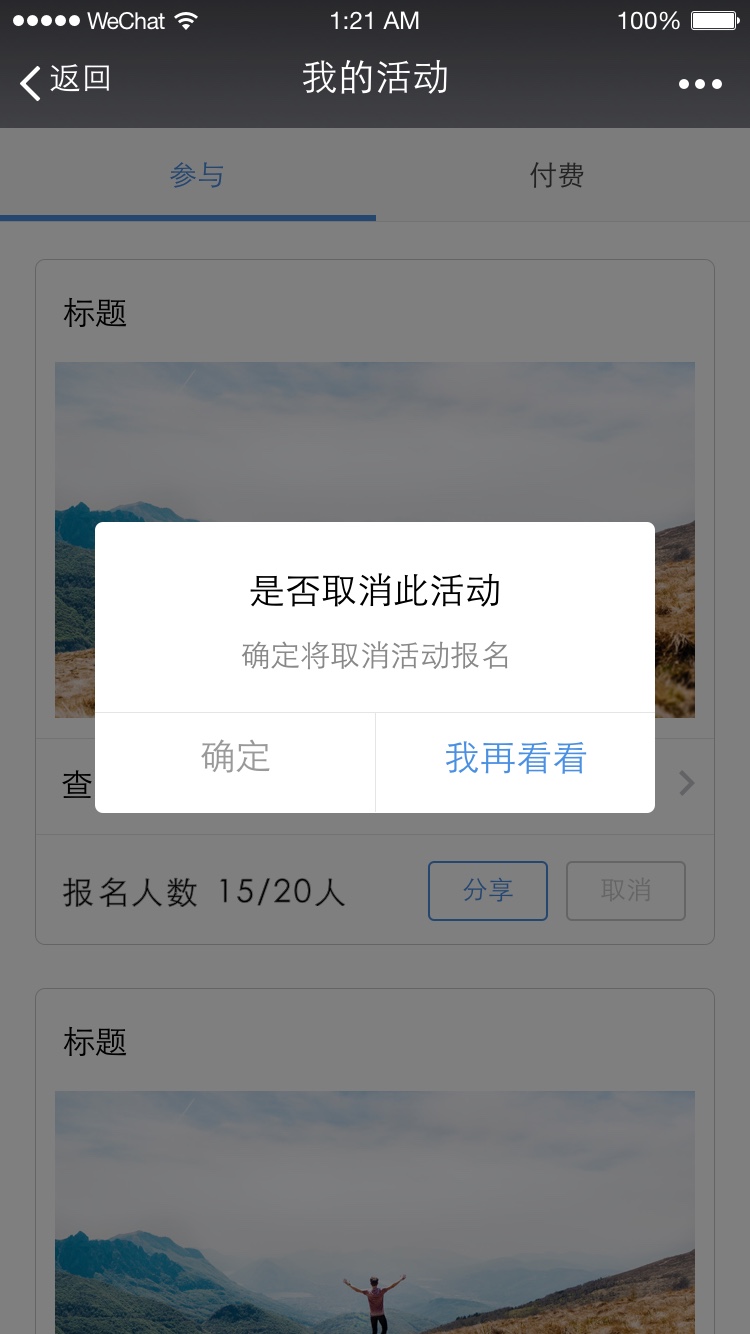 WeChat 1:21 AM 100%
返回 我的活动
参与 付费
标题
是否取消此活动
确定将取消活动报名
确定 我再看看
查
报名人数 15/20人 分享 取消
标题